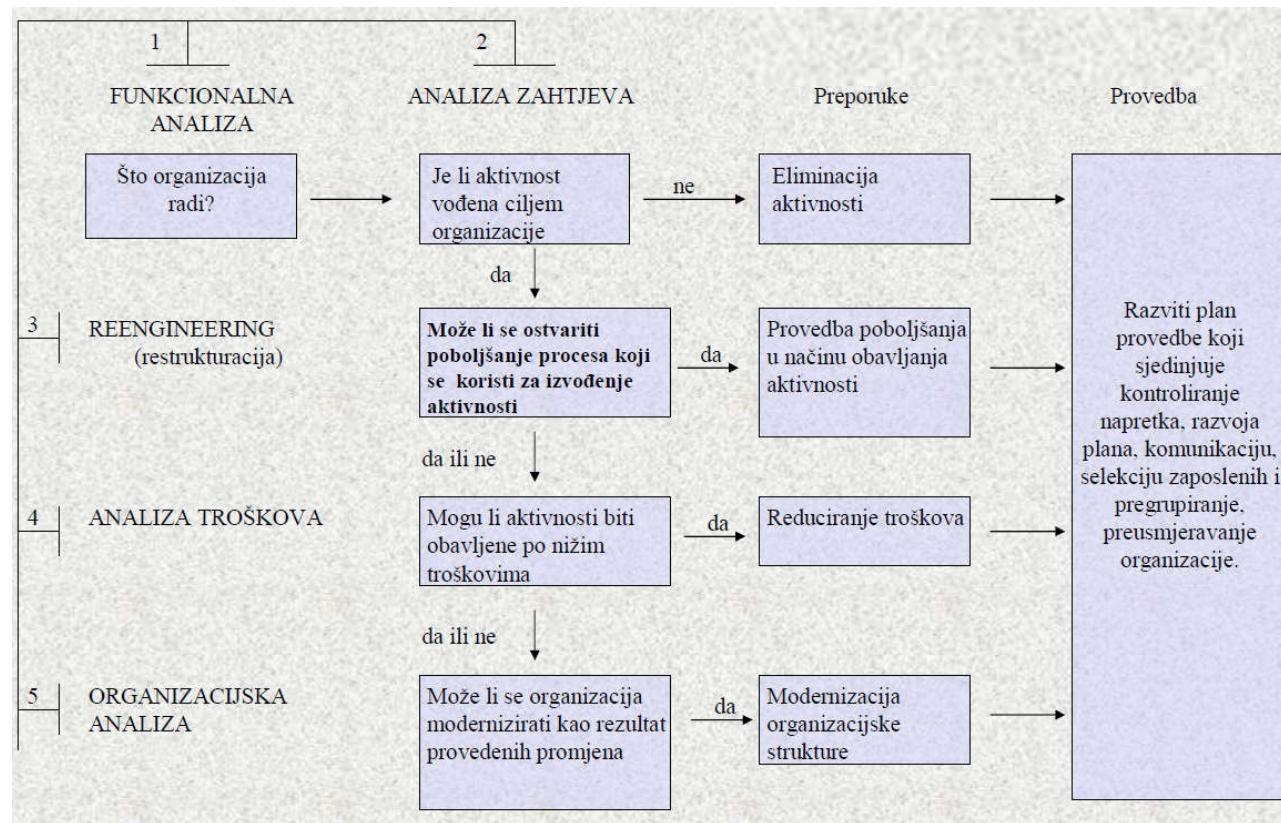 1
2
FUNKCIONALNA
ANALIZA
ANALIZA ZAHTJEVA
Preporuke
Provedba
Što organizacija
radi?
Je li aktivnost
vođena ciljem
organizacije
ne
Eliminacija
aktivnosti
da
3
REENGINEERING
(restrukturacija)
Može li se ostvariti
poboljšanje procesa koji
se koristi za izvođenje
aktivnosti
da
Provedba poboljšanja
u načinu obavljanja
aktivnosti
da ili ne
4
ANALIZA TROŠKOVA
Mogu li aktivnosti biti
obavljene po nižim
troškovima
da
Reduciranje troškova
da ili ne
5
ORGANIZACIJSKA
ANALIZA
Može li se organizacija
modernizirati kao rezultat
provedenih promjena
da
Modernizacija
organizacijske
strukture
Razviti plan
provedbe koji
sjedinjuje
kontroliranje
napretka, razvoja
plana, komunikaciju,
selekciju zaposlenih i
pregrupiranje,
preusmjeravanje
organizacije.